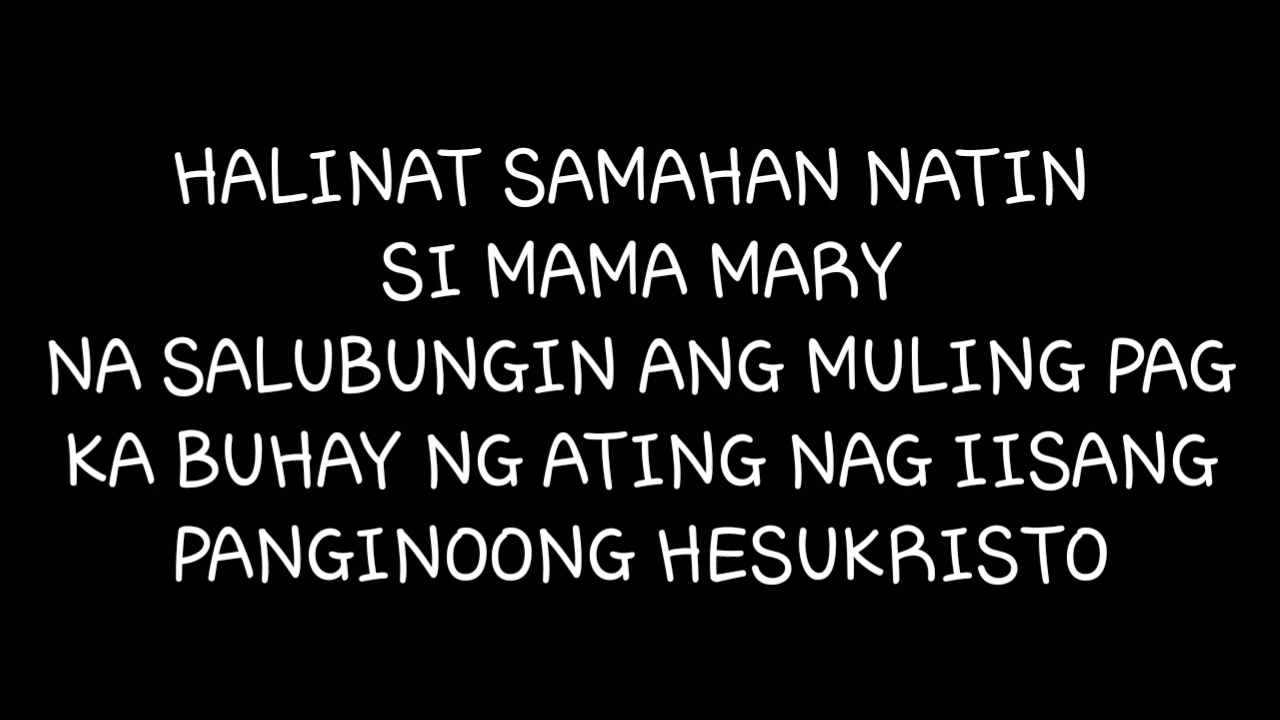 HALINAT SAMAHAN NATIN
SI MAMA MARY
NA SALUBUNGIN ANG MULING PAG
KA BUHAY NG ATING NAG IISANG
PANGINOONG HESUKRISTO